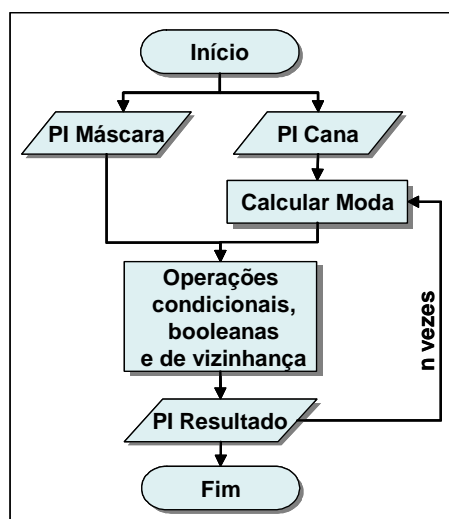 Início
PI Máscara
PI Cana
Calcular Moda
Operações
condicionais,
booleanas
e de vizinhança
n vezes
PI Resultado
Fim